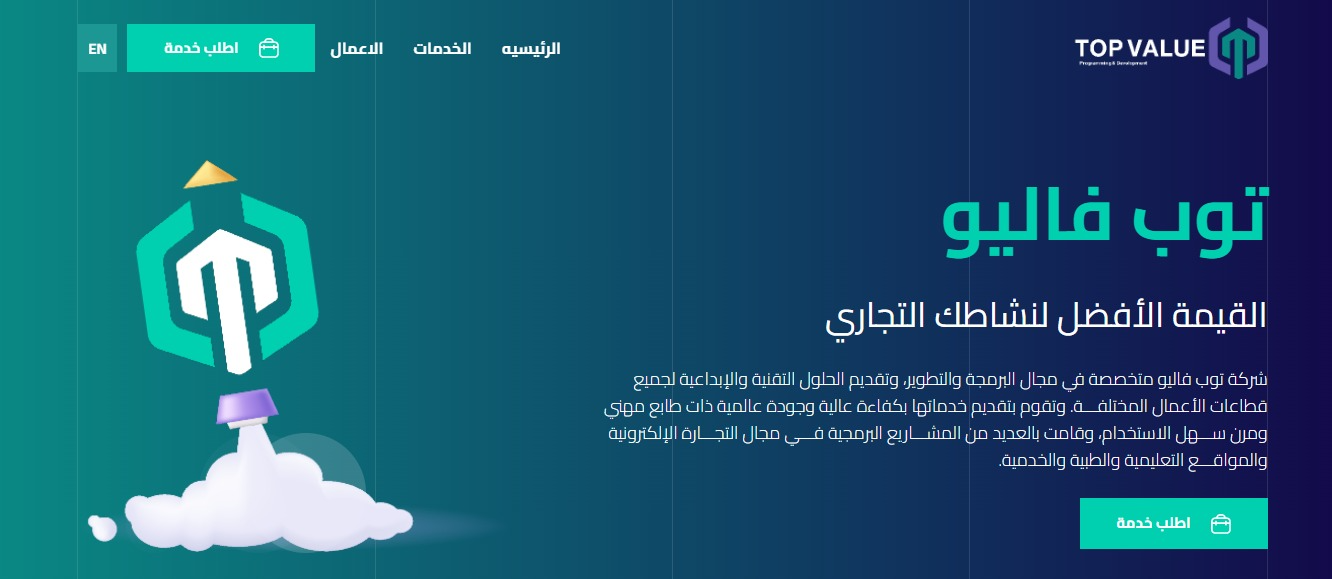 TOP VALUE
Programming & Development
الرئيسيه
الخدمات
الاعمال
اطلب خدمة
EN
توب فاليو
القيمة الأفضل لنشاطك التجاري
شركة توب فاليو متخصصة في مجال البرمجة والتطوير، وتقديم الحلول التقنية والإبداعية لجميع
قطاعات الأعمال المختلفـــة. وتقوم بتقديم خدماتها بكفاءة عالية وجودة عالمية ذات طابع مهني
ومرن ســـهل الاستخدام، وقامت بالعديد من المشـــاريع البرمجية فـــي مجال التجـــارة الإلكترونية
والمواقـــع التعليمية والطبية والخدمية.
اطلب خدمة